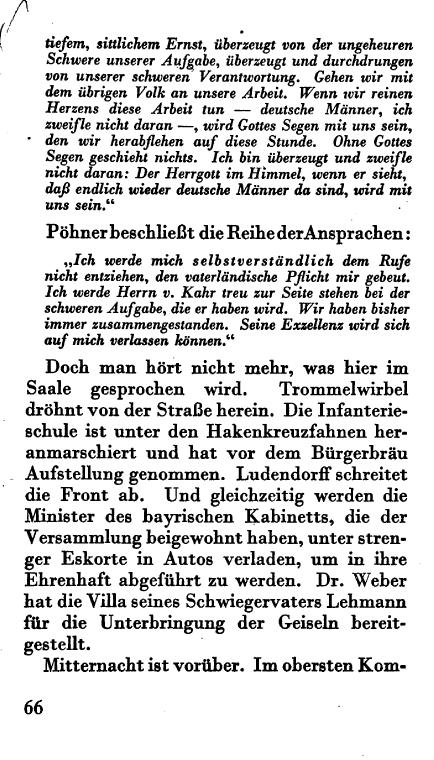 tiefem, sittlichem Ernst, überzeugt von der ungeheuren
Schwere unserer Aufgabe, überzeugt und durchdrungen
von unserer schweren Verantwortung. Gehen wir mit
dem übrigen Volk an unsere Arbeit. Wenn wir reinen
Herzens diese Arbeit tun — deutsche Männer, ich
zweifle nicht daran —, wird Gottes Segen mit uns sein,
den wir herabflehen auf diese Stunde. Ohne Gottes
Segen geschieht nichts. Ich bin überzeugt und zweifle
nicht daran: Der Herrgott im Himmel, wenn er sieht,
daß endlich wieder deutsche Männer da sind, wird mit
uns sein.“
Pöhner beschließt die Reihe der Ansprachen:
„Ich werde mich selbstverständlich dem Rufe
nicht entziehen, den vaterländische Pflicht mir gebeut.
Ich werde Herrn v. Kahr treu zur Seite stehen bei der
schweren Aufgabe, die er haben wird. Wir haben bisher
immer zusammengestanden. Seine Exzellenz wird sich
auf mich verlassen können.“
Doch man hört nicht mehr, was hier im
Saale gesprochen wird. Trommelwirbel
dröhnt von der Straße herein. Die Infanterie-
schule ist unter den Hakenkreuzfahnen her-
anmarschiert und hat vor dem Bürgerbräu
Aufstellung genommen. Ludendorff schreitet
die Front ab. Und gleichzeitig werden die
Minister des bayrischen Kabinetts, die der
Versammlung beigewohnt haben, unter stren-
ger Eskorte in Autos verladen, um in ihre
Ehrenhaft abgeführt zu werden. Dr. Weber
hat die Villa seines Schwiegervaters Lehmann
für die Unterbringung der Geiseln bereit-
gestellt.
Mitternacht ist vorüber. Im obersten Kom-
66